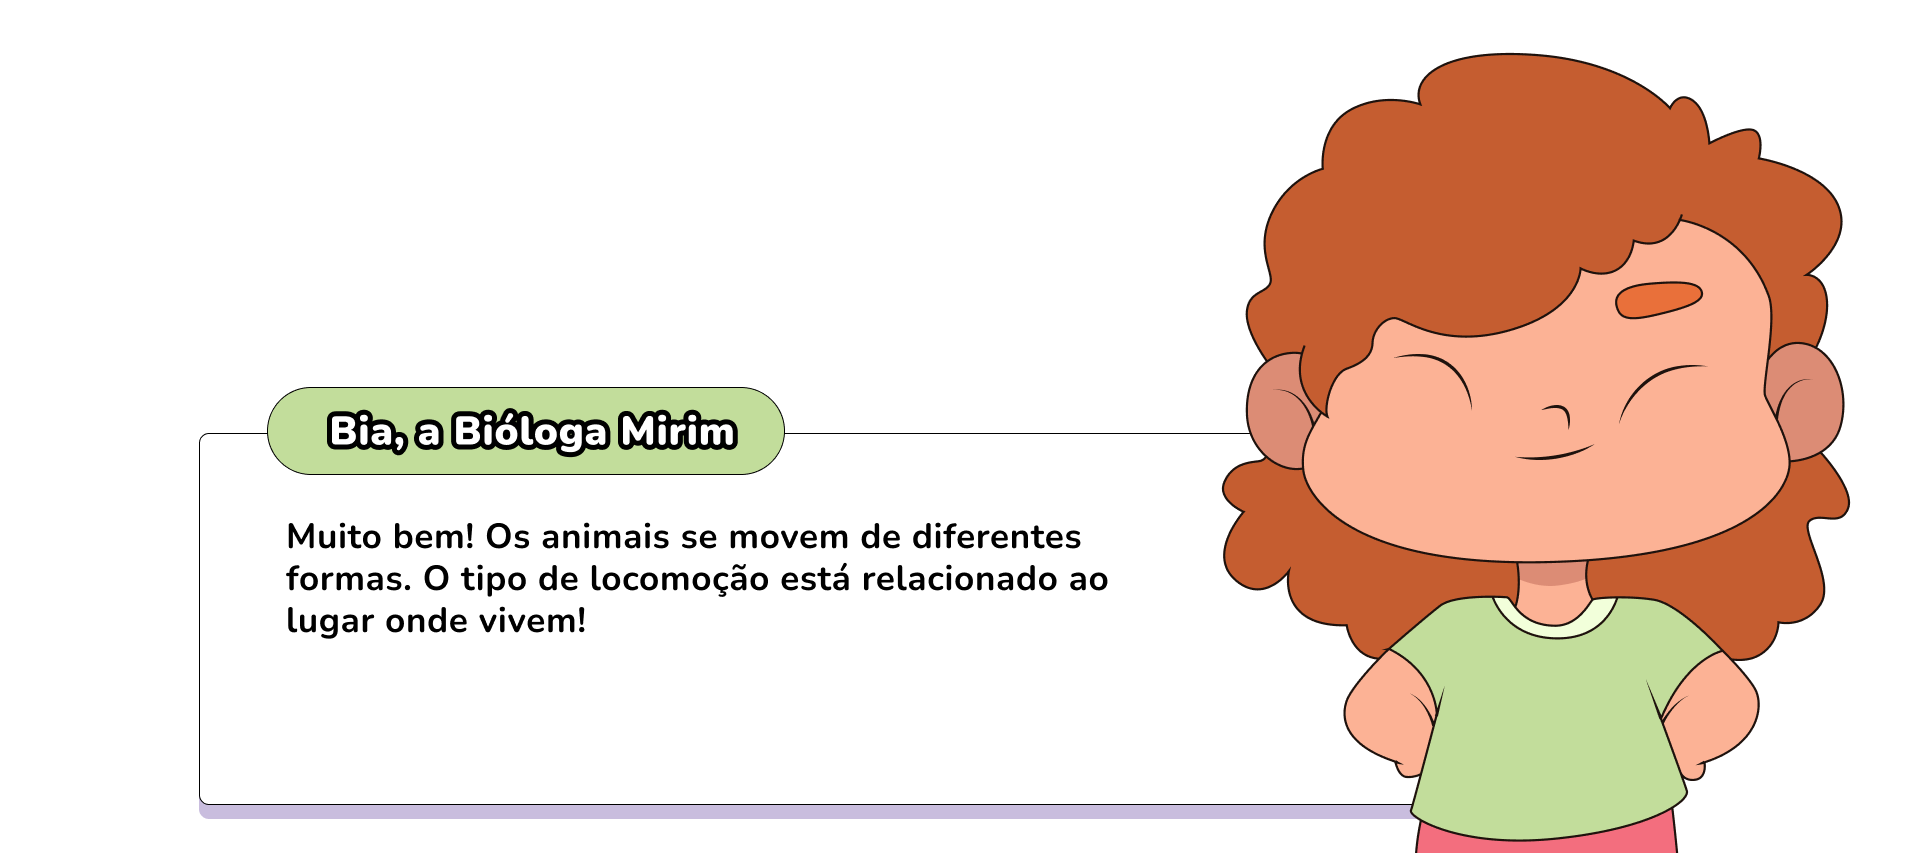 Bia, a Bióloga Mirim
Muito bem! Os animais se movem de diferentes
formas. O tipo de locomoção está relacionado ao
lugar onde vivem!